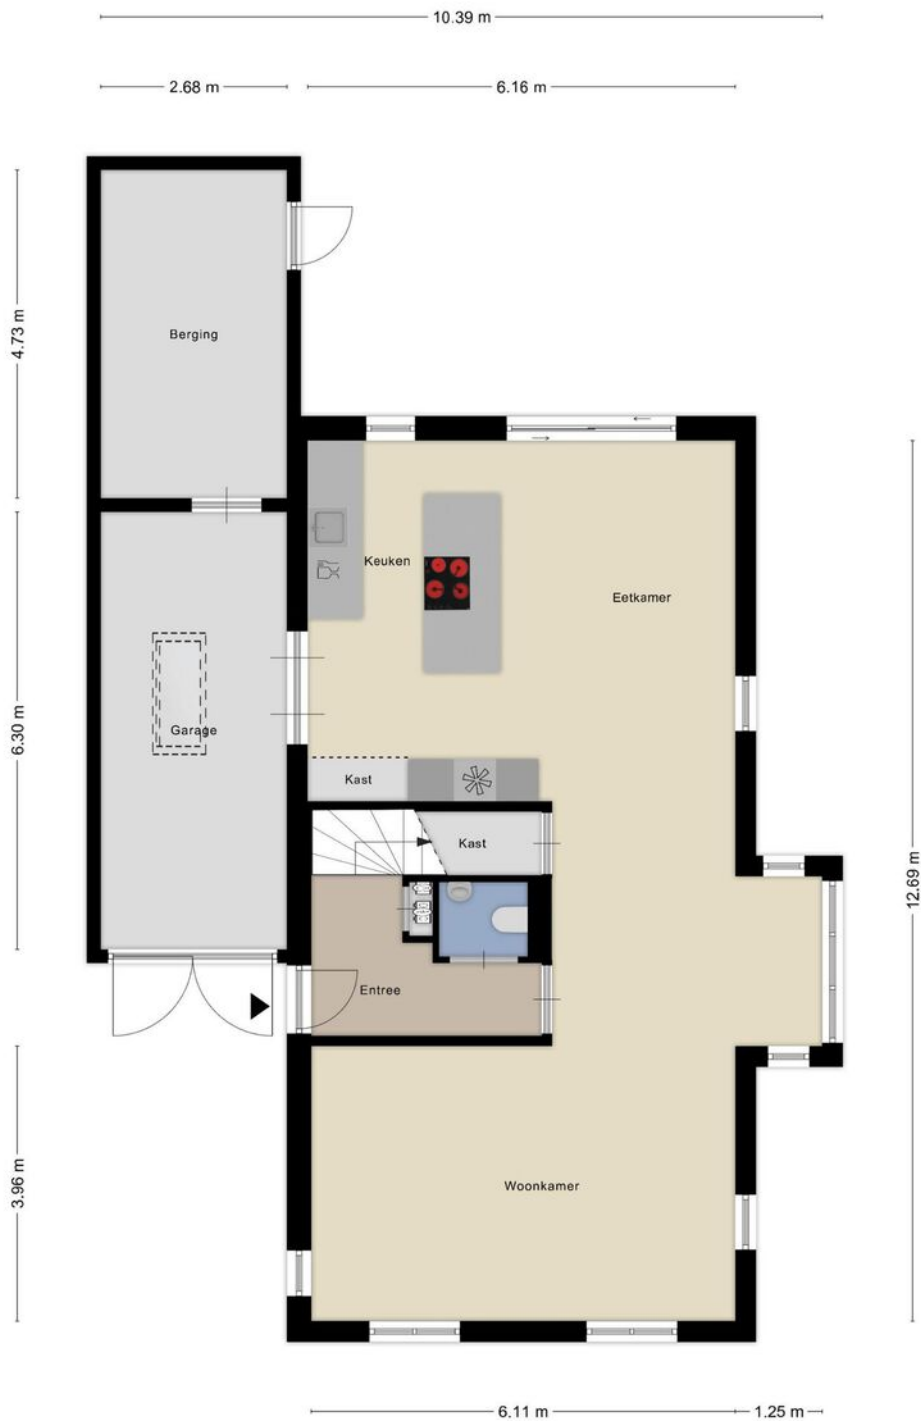 10.39 m
2.68 m
6.16 m
4.73 m
Berging
Keuken
Eetkamer
6.30 m
Garage
Kast
Kast
12.69 m
Entree
3.96 m
Woonkamer
6.11 m
1.25 m